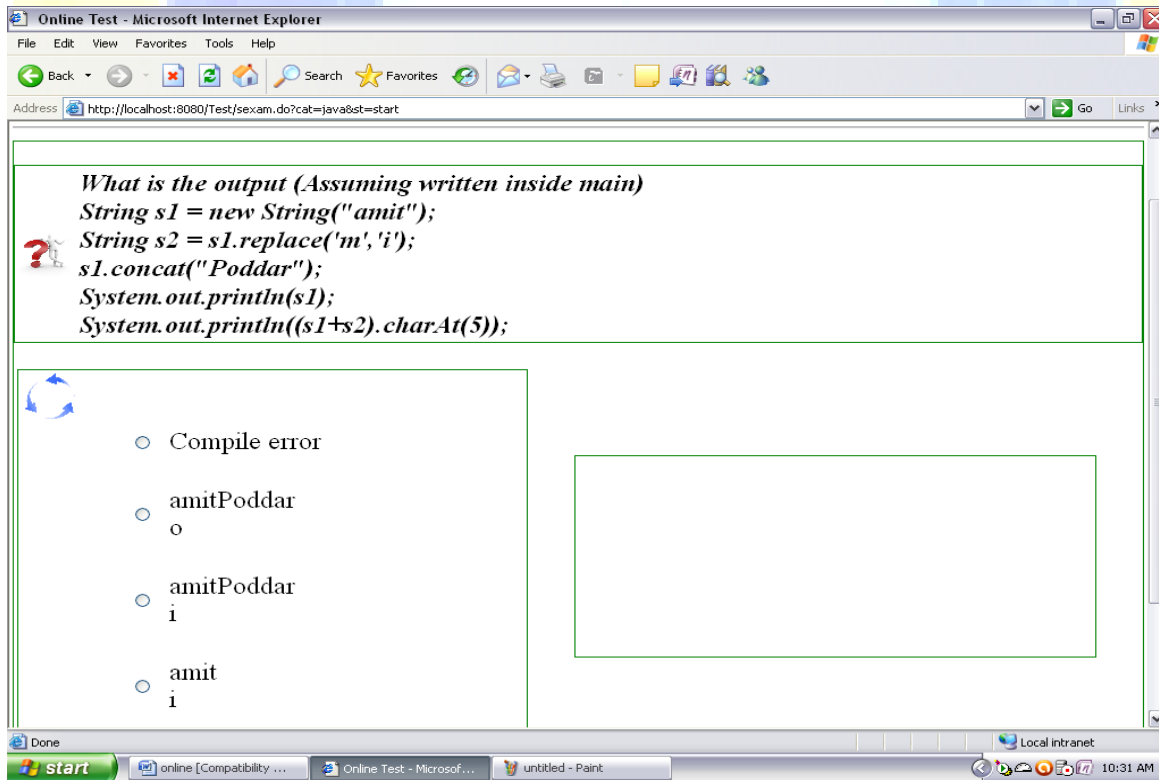 Online Test - Microsoft Internet Explorer
File Edit View Favorites Tools Help
Back Search Favorites
Address http://localhost:8080/Test/sexam.do?cat=java&st=start Go Links
What is the output (Assuming written inside main)
String s1 = new String("amit");
String s2 = s1.replace('m','i');
s1.concat("Poddar");
System.out.println(s1);
System.out.println((s1+s2).charAt(5));
Compile error
amitPoddar
o
amitPoddar
i
amit
i
Done Local intranet
start online [Compatibility ... Online Test - Microsof... untitled - Paint 10:31 AM